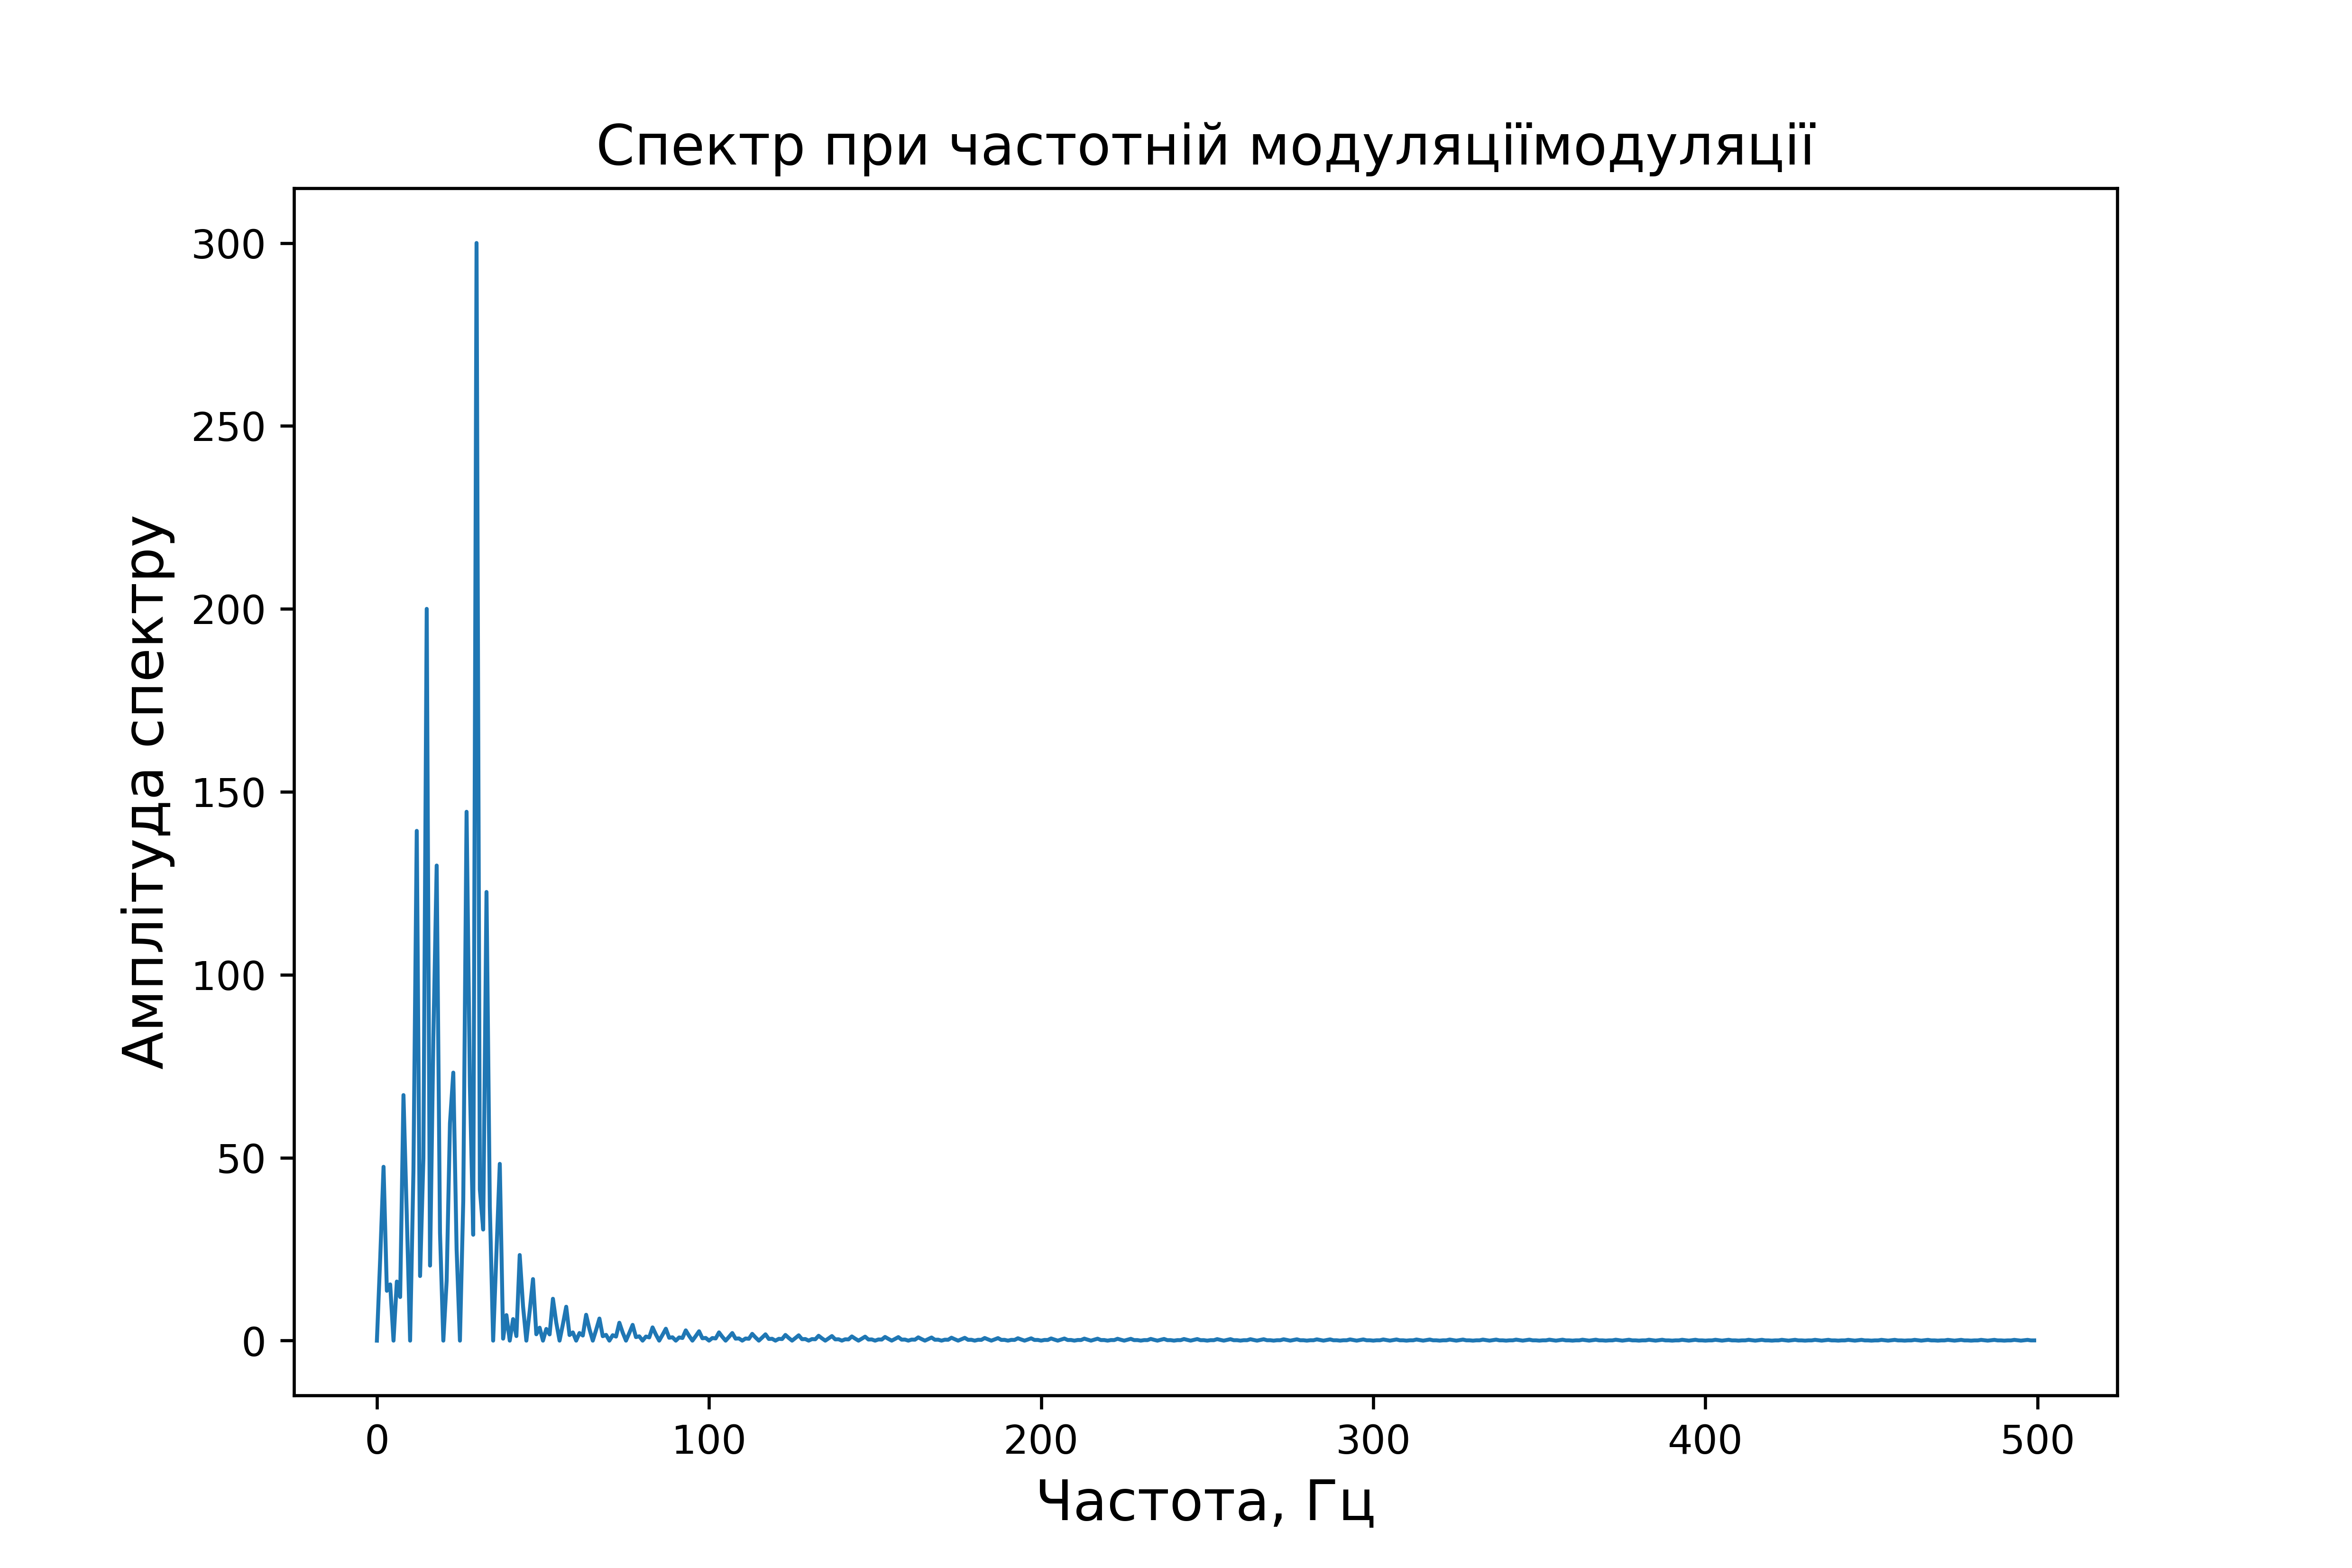 Спектр при частотній модуляціїмодуляції
300
250
200
150
100
50
0
Амплітуда спектру
0 100 200 300 400 500
Частота, Гц